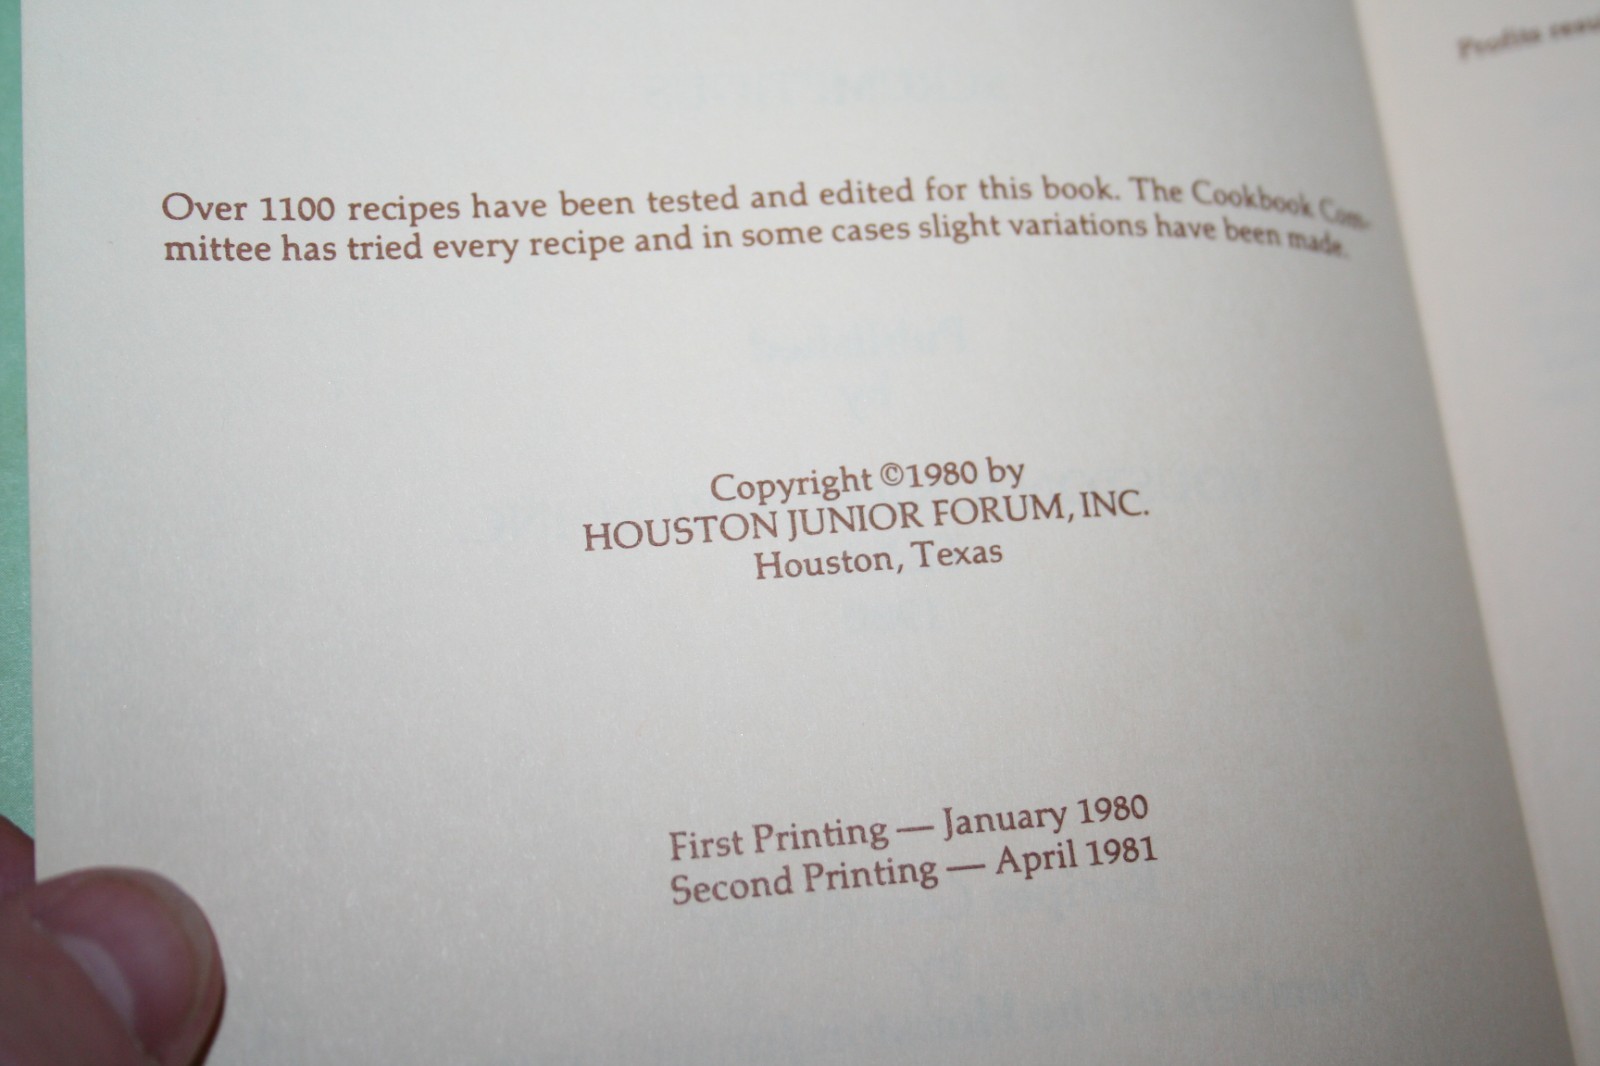 Over 1100 recipes have been tested and edited for this book. The Cookbook Com-
mittee has tried every recipe and in some cases slight variations have been made.
Copyright ©1980 by
HOUSTON JUNIOR FORUM, INC.
Houston, Texas
First Printing — January 1980
Second Printing — April 1981
Profits